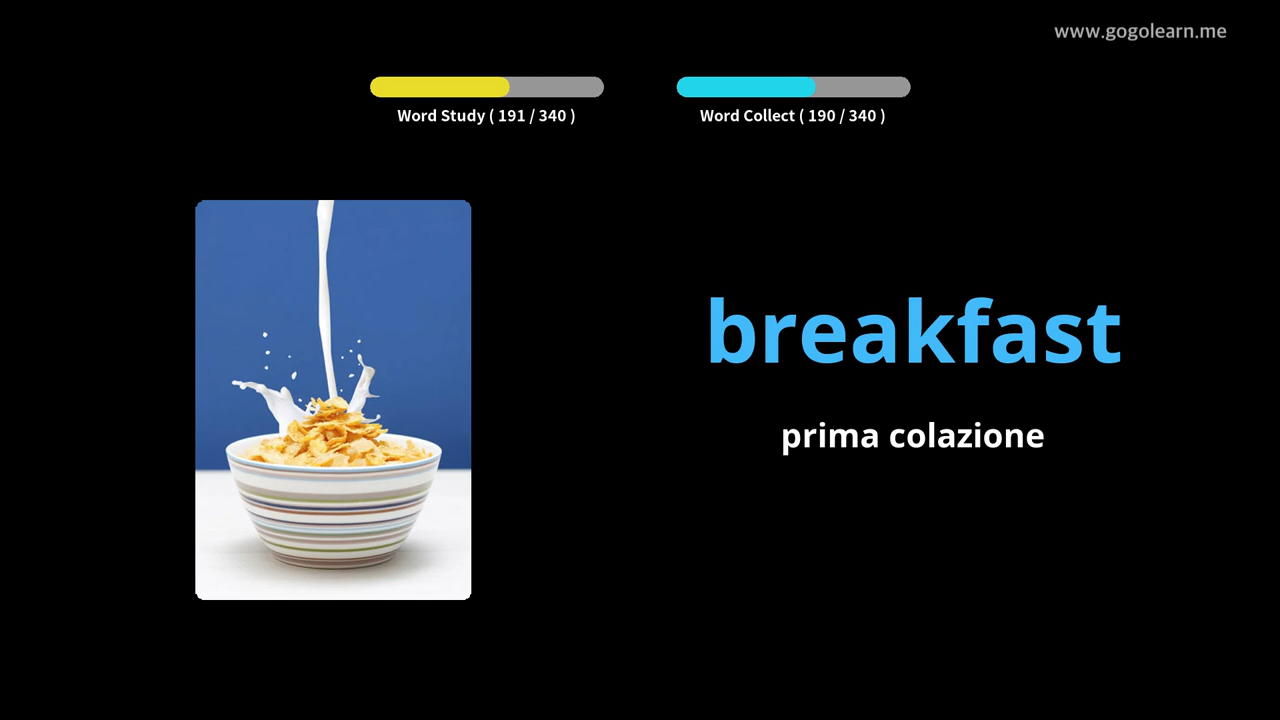 www.gogolearn.me
Word Study ( 191 / 340 )
Word Collect ( 190 / 340 )
breakfast
prima colazione